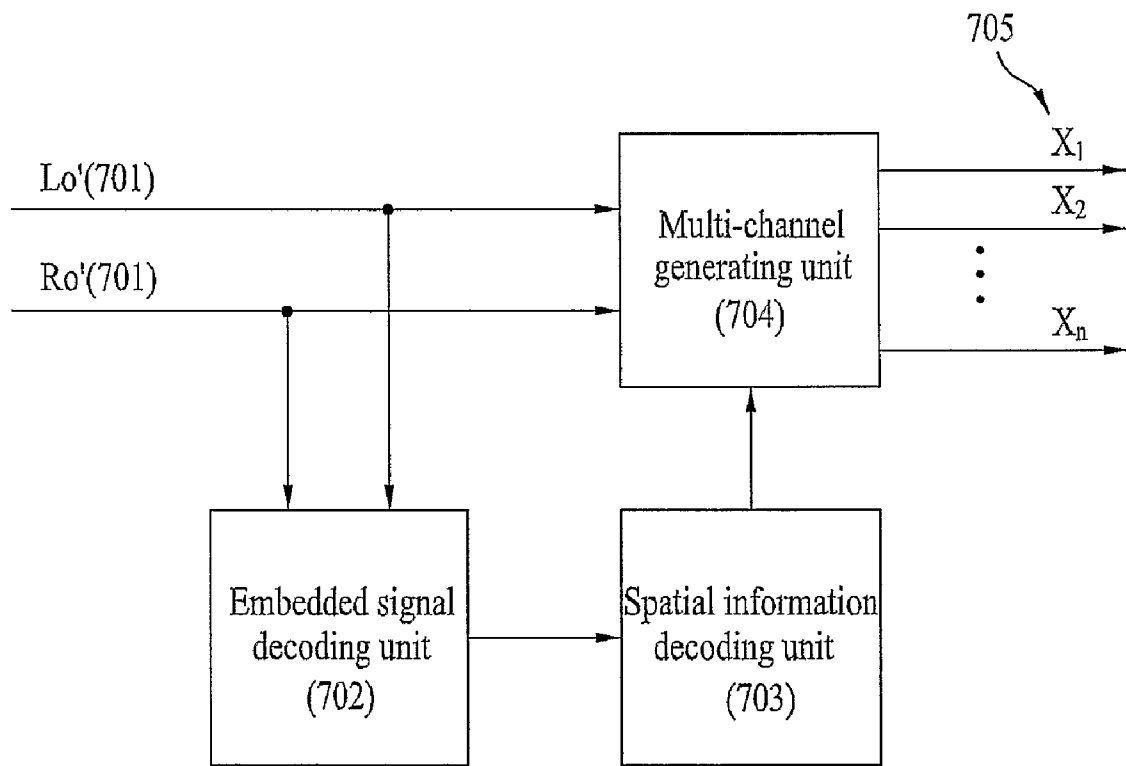 705
Lo'(701)
Ro'(701)
Multi-channel
generating unit
(704)
X₁
X₂
Xₙ
Embedded signal
decoding unit
(702)
Spatial information
decoding unit
(703)